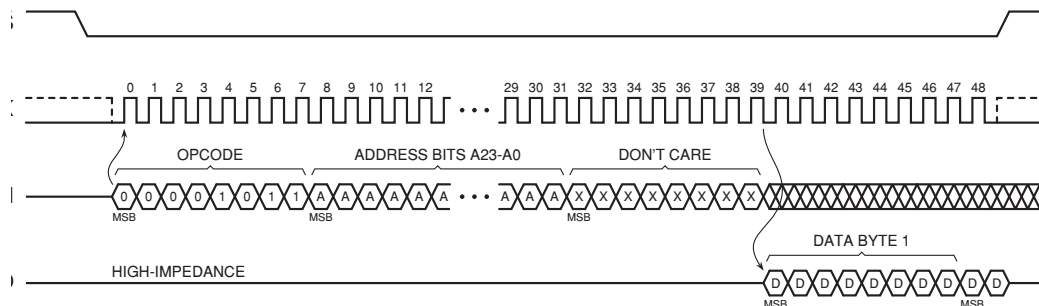 0 1 2 3 4 5 6 7 8 9 10 11 12 29 30 31 32 33 34 35 36 37 38 39 40 41 42 43 44 45 46 47 48
OPCODE ADDRESS BITS A23-A0 DON'T CARE
0 0 0 0 1 0 1 1 A A A A A A A A A X X X X X X X X
MSB MSB MSB
DATA BYTE 1
HIGH-IMPEDANCE
D D D D D D D D D D
MSB MSB